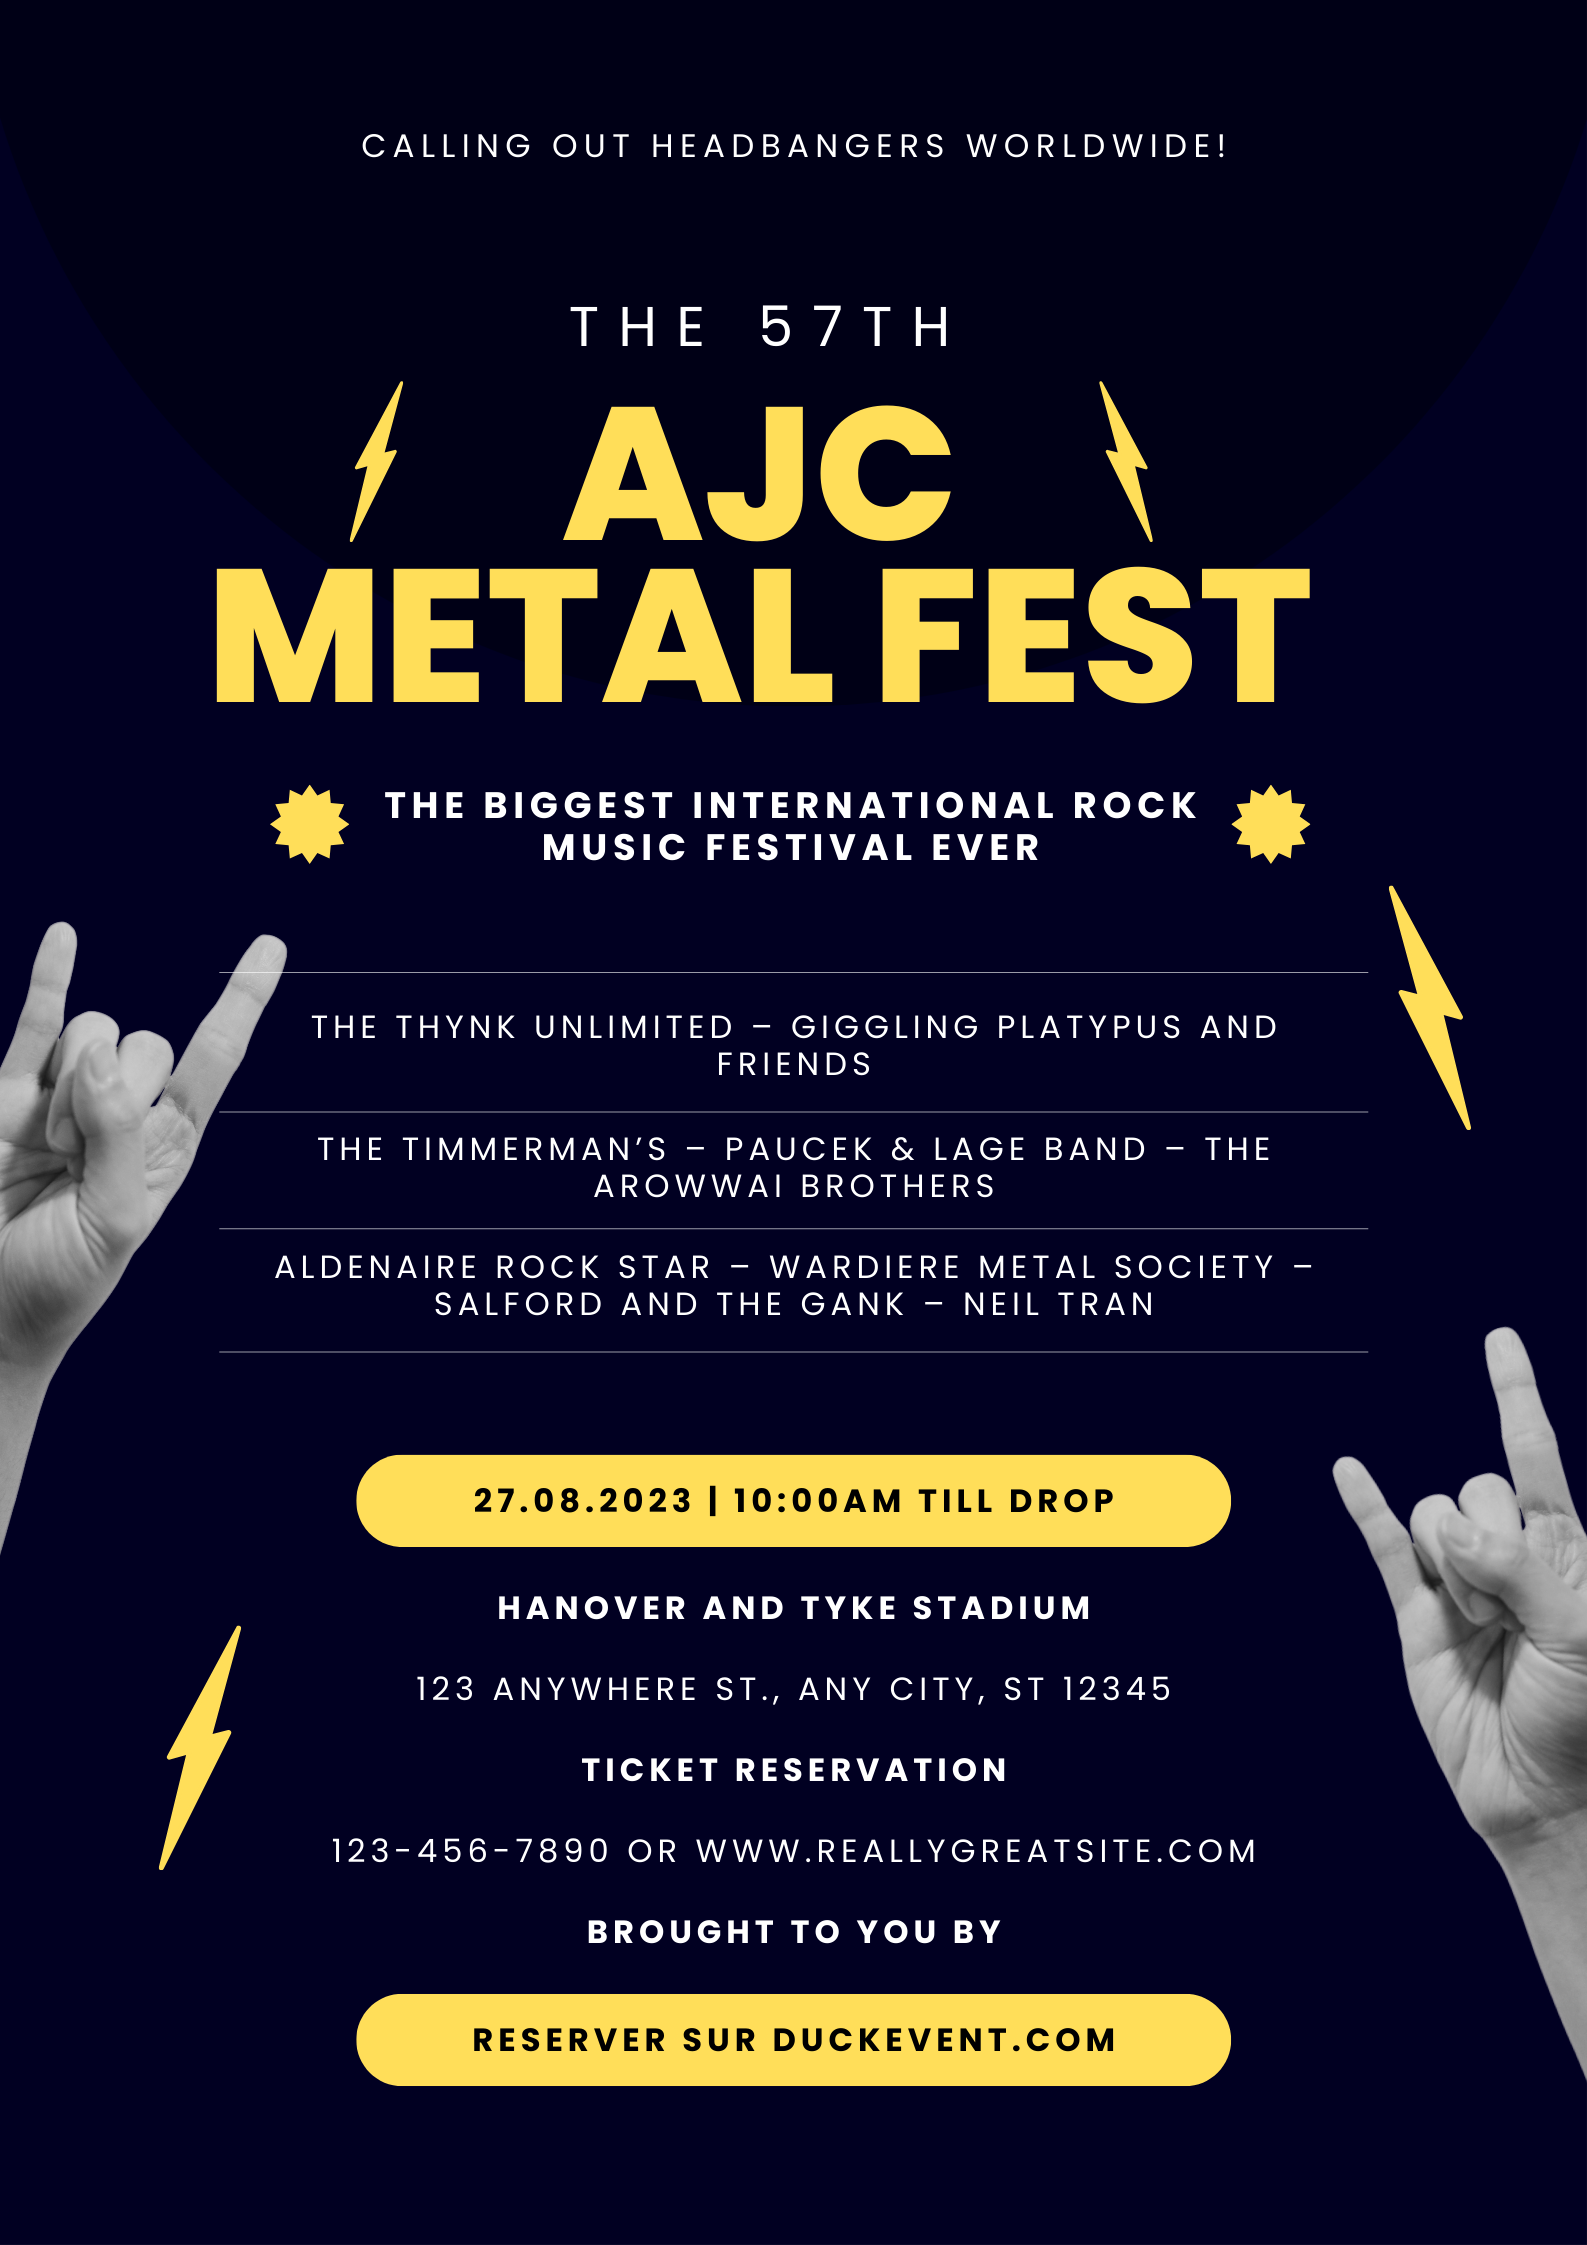 CALLING OUT HEADBANGERS WORLDWIDE!
THE 57TH
AJC
METAL FEST
THE BIGGEST INTERNATIONAL ROCK
MUSIC FESTIVAL EVER
THE THYNK UNLIMITED – GIGGLING PLATYPUS AND
FRIENDS
THE TIMMERMAN’S – PAUCEK & LAGE BAND – THE
AROWWAI BROTHERS
ALDENAIRE ROCK STAR – WARDIERE METAL SOCIETY –
SALFORD AND THE GANK – NEIL TRAN
27.08.2023 | 10:00AM TILL DROP
HANOVER AND TYKE STADIUM
123 ANYWHERE ST., ANY CITY, ST 12345
TICKET RESERVATION
123-456-7890 OR WWW.REALLYGREATSITE.COM
BROUGHT TO YOU BY
RESERVER SUR DUCKEVENT.COM